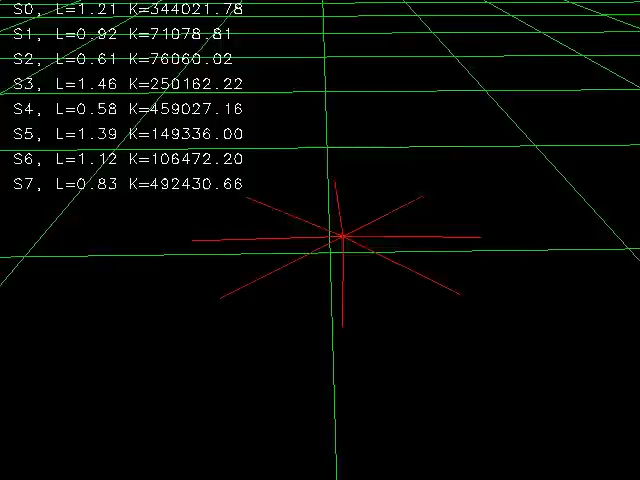 S0, L=1.21 K=344021.78
S1, L=0.92 K=71078.81
S2, L=0.61 K=76060.02
S3, L=1.46 K=250162.22
S4, L=0.58 K=459027.16
S5, L=1.39 K=149336.00
S6, L=1.12 K=106472.20
S7, L=0.83 K=492430.66